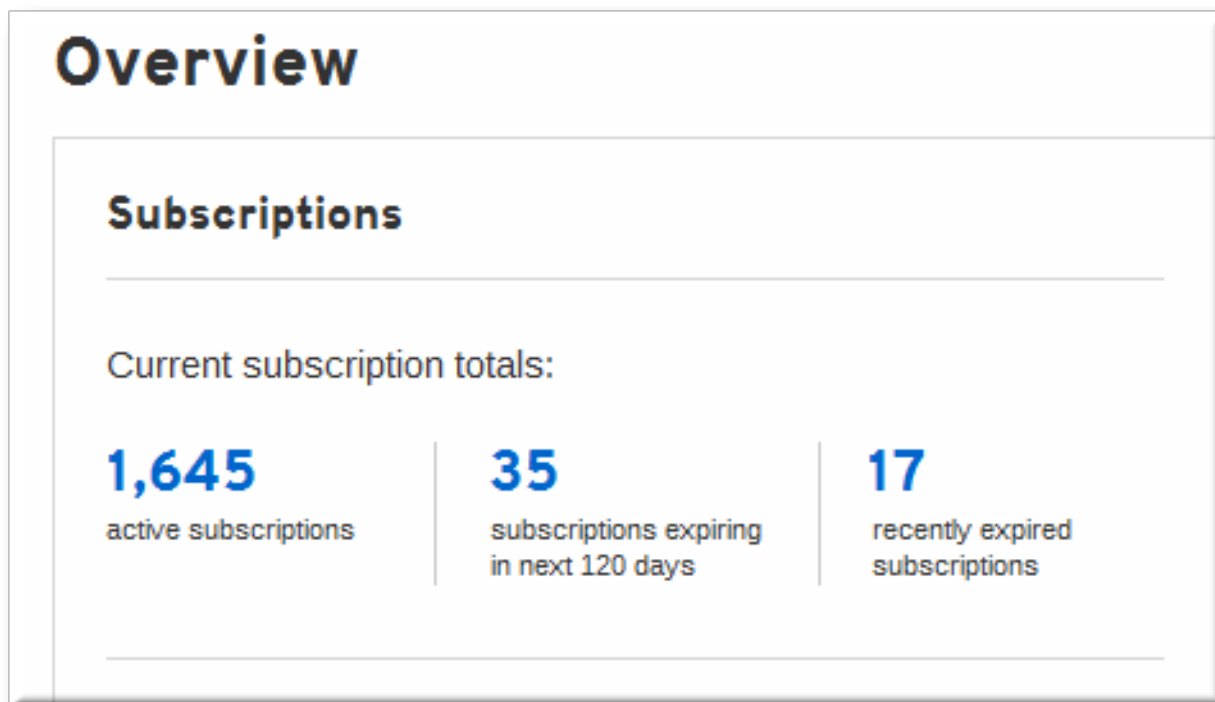 Overview
Subscriptions
Current subscription totals:
1,645
active subscriptions
35
subscriptions expiring
in next 120 days
17
recently expired
subscriptions